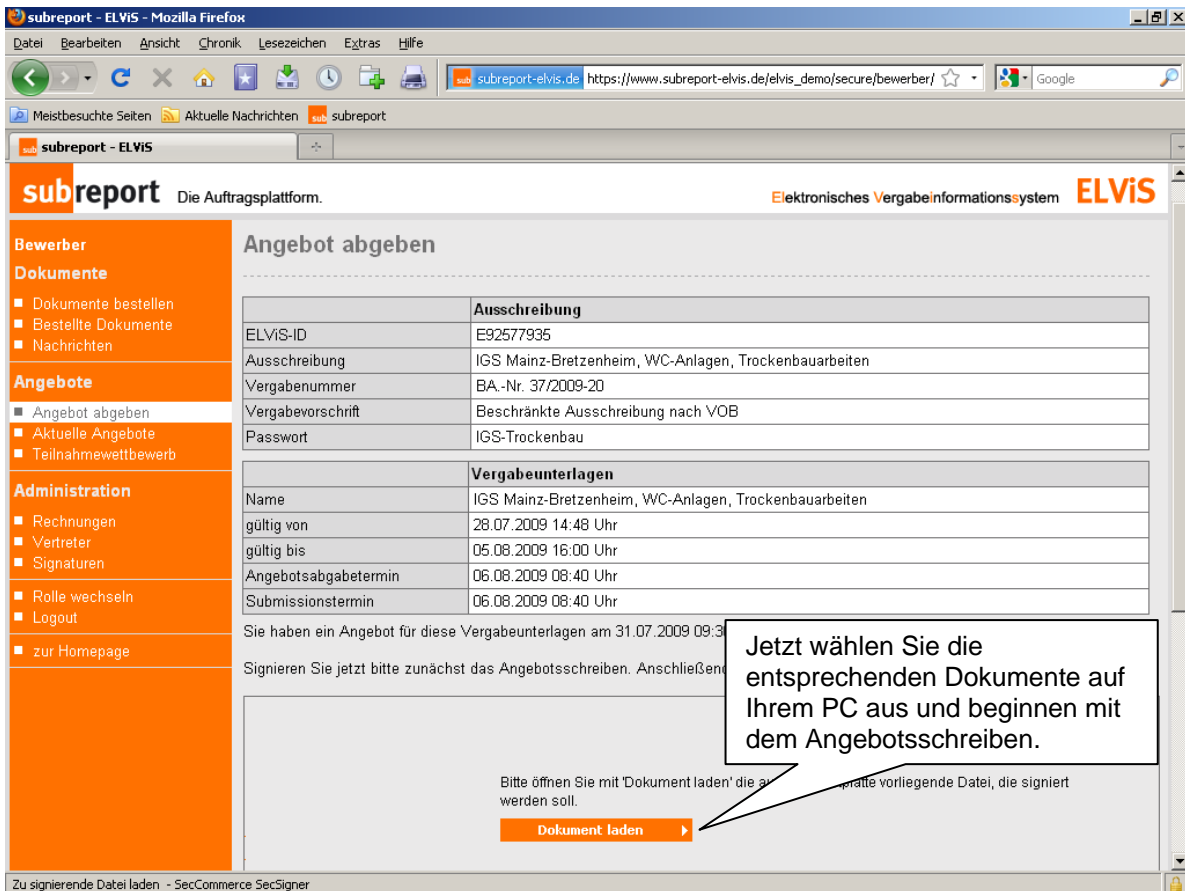 subreport - ELViS - Mozilla Firefox
Datei Bearbeiten Ansicht Chronik Lesezeichen Extras Hilfe
sub subreport-elvis.de https://www.subreport-elvis.de/elvis_demo/secure/bewerber/ Google
Meistbesuchte Seiten Aktuelle Nachrichten sub subreport
sub subreport - ELViS
subreport Die Auftragsplattform. Elektronisches Vergabeinformationssystem ELViS
Bewerber
Dokumente
Dokumente bestellen
Bestellte Dokumente
Nachrichten
Angebote
Angebot abgeben
Aktuelle Angebote
Teilnahmewettbewerb
Administration
Rechnungen
Vertreter
Signaturen
Rolle wechseln
Logout
zur Homepage
Angebot abgeben
Ausschreibung
ELViS-ID E92577935
Ausschreibung IGS Mainz-Bretzenheim, WC-Anlagen, Trockenbauarbeiten
Vergabenummer BA.-Nr. 37/2009-20
Vergabevorschrift Beschränkte Ausschreibung nach VOB
Passwort IGS-Trockenbau
Vergabeunterlagen
Name IGS Mainz-Bretzenheim, WC-Anlagen, Trockenbauarbeiten
gültig von 28.07.2009 14:48 Uhr
gültig bis 05.08.2009 16:00 Uhr
Angebotsabgabetermin 06.08.2009 08:40 Uhr
Submissionstermin 06.08.2009 08:40 Uhr
Sie haben ein Angebot für diese Vergabeunterlagen am 31.07.2009
Signieren Sie jetzt bitte zunächst das Angebotsschreiben.
Jetzt wählen Sie die
entsprechenden Dokumente auf
Ihrem PC aus und beginnen mit
dem Angebotsschreiben.
Bitte öffnen Sie mit 'Dokument laden' die vorliegende Datei, die signiert
werden soll.
Dokument laden
Zu signierende Datei laden - SecCommerce SecSigner